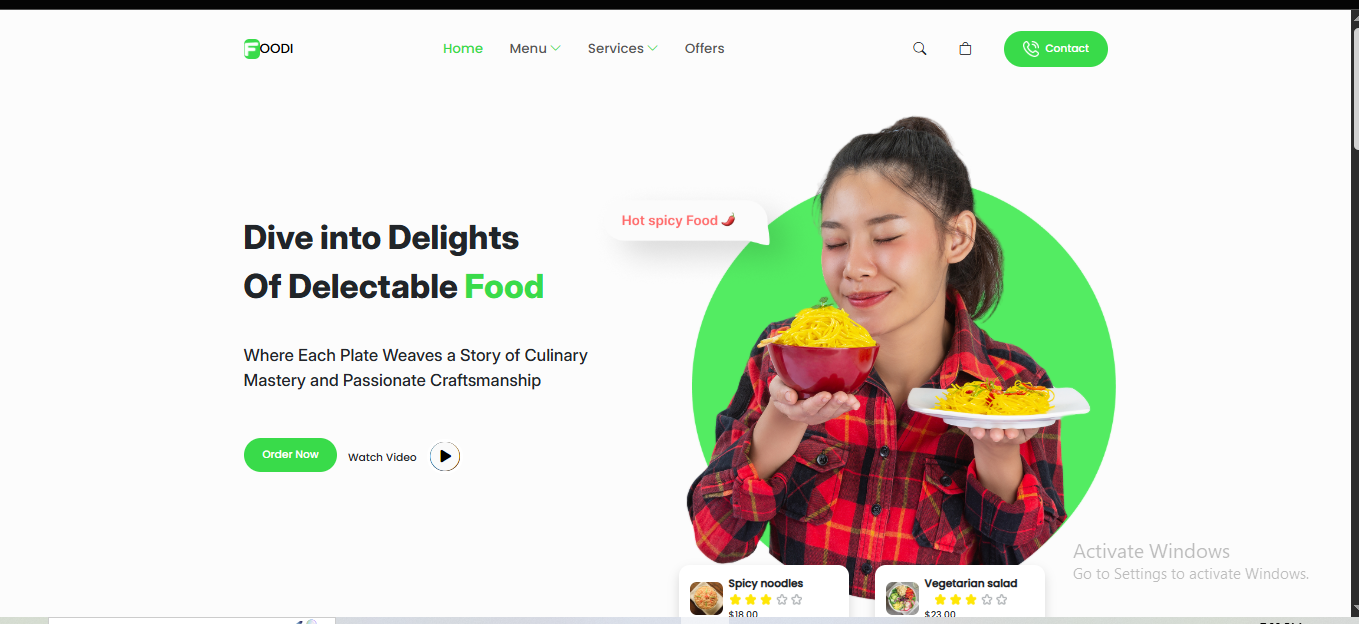 FOODI
Home Menu Services Offers
Contact
Hot spicy Food 🌶️
Dive into Delights
Of Delectable Food
Where Each Plate Weaves a Story of Culinary
Mastery and Passionate Craftsmanship
Order Now
Watch Video
Activate Windows
Go to Settings to activate Windows.
Spicy noodles
$18.00
Vegetarian salad
$23.00